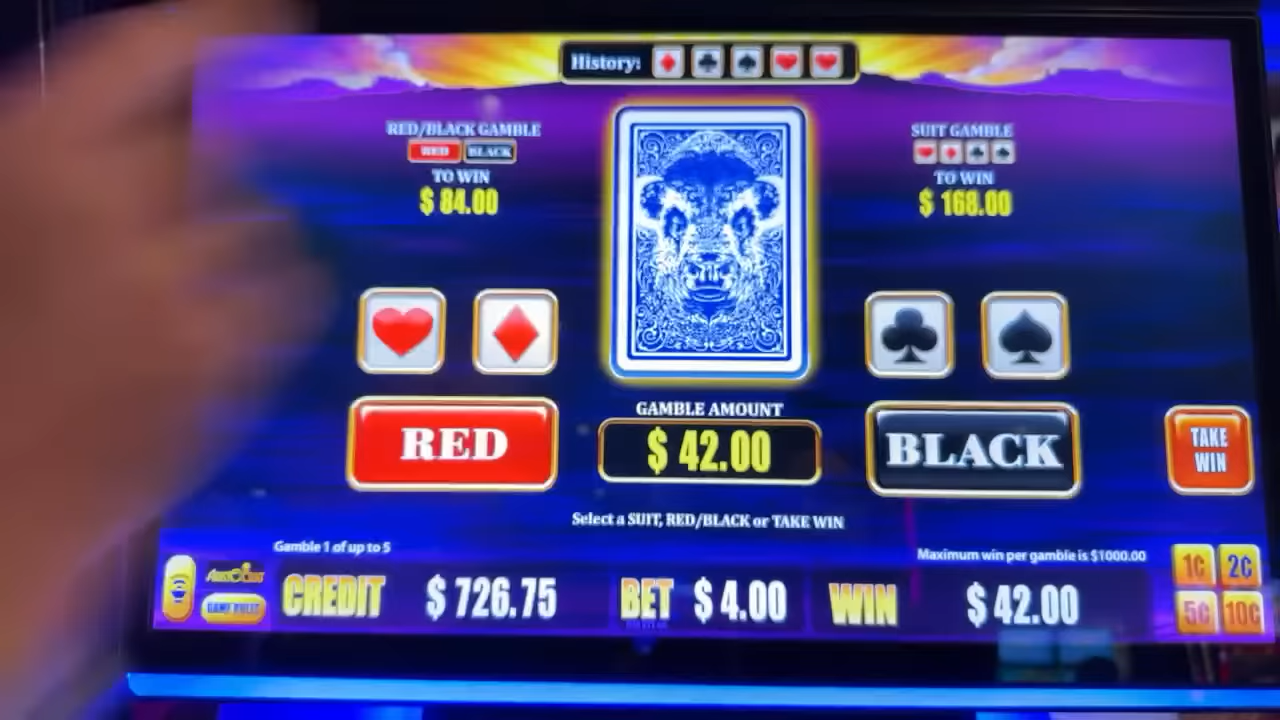 History:
RED/BLACK GAMBLE
RED BLACK
TO WIN
$ 84.00
SUIT GAMBLE
TO WIN
$ 168.00
RED
GAMBLE AMOUNT
$ 42.00
BLACK
TAKE
WIN
Select a SUIT, RED/BLACK or TAKE WIN
Gamble 1 of up to 5
Maximum win per gamble is $1000.00
GAME RULES
CREDIT $ 726.75 BET $ 4.00 WIN $ 42.00
1¢ 2¢
5¢ 10¢